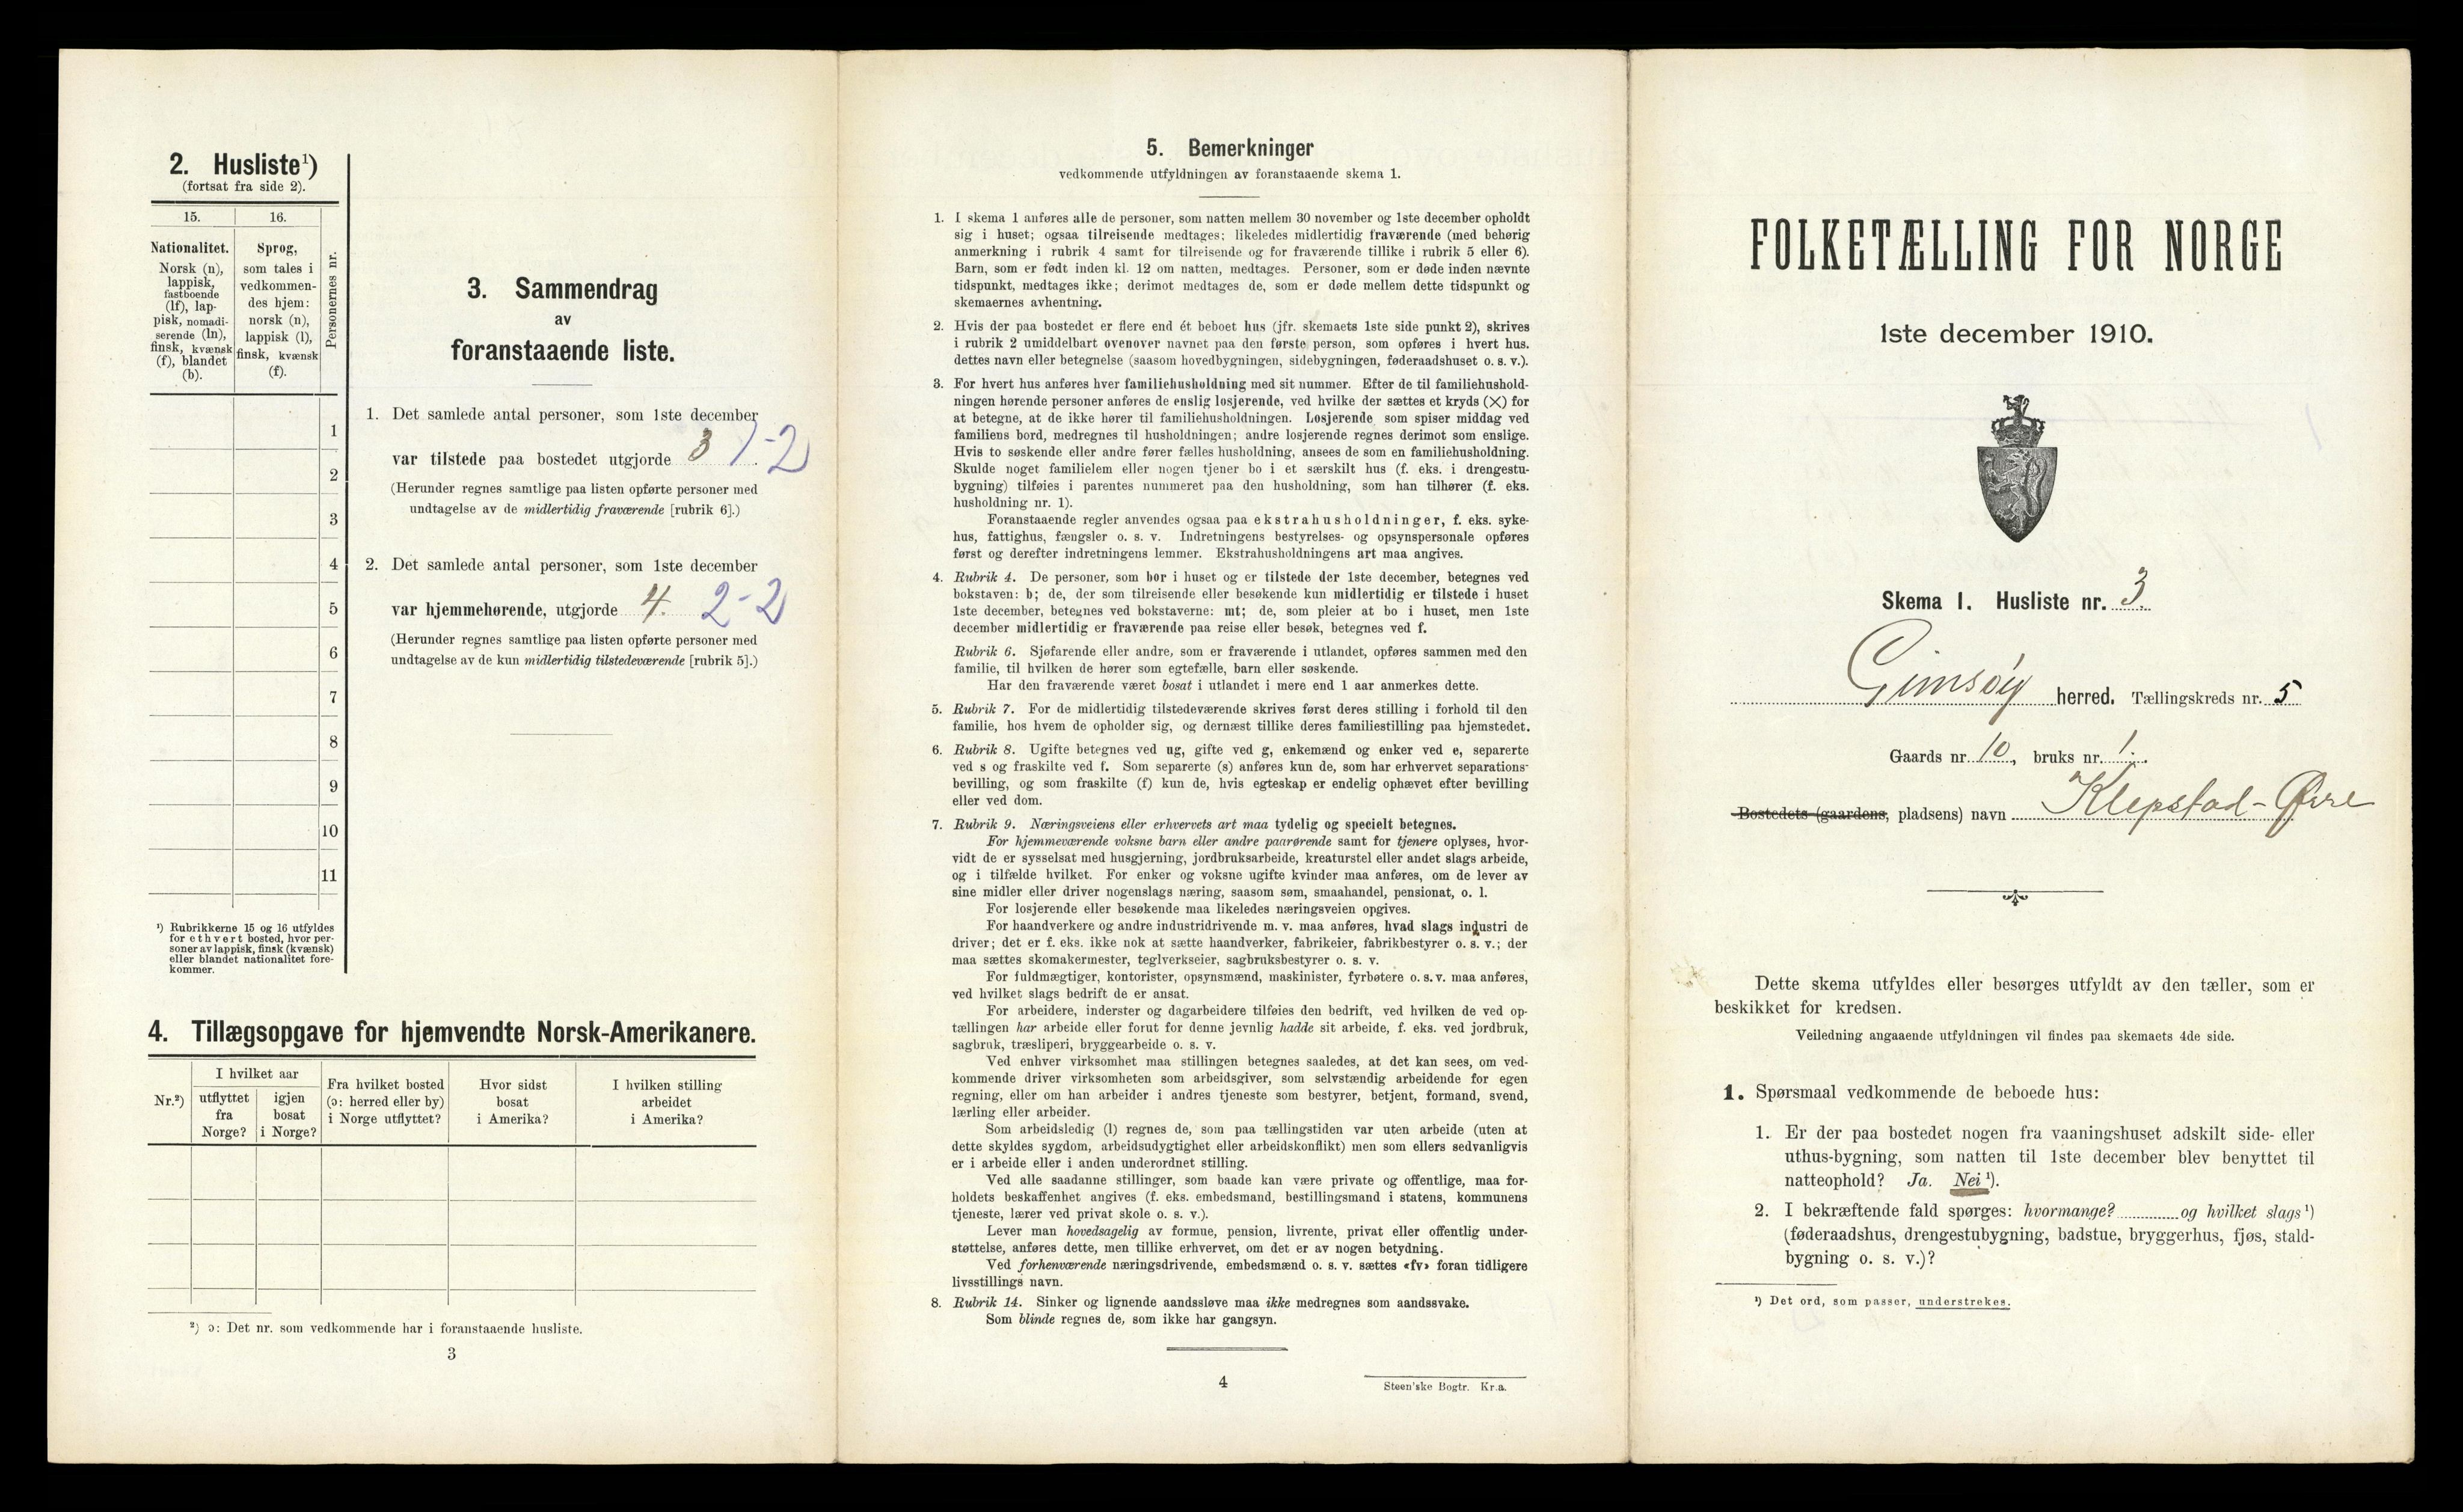 2. Husliste¹)
(fortsat fra side 2).
15.
16.
Nationalitet.
Norsk (n),
lappisk,
fastboende
(lf), lap-
pisk, nomadi-
serende (ln),
finsk, kvænsk
(f), blandet
(b).
Sprog,
som tales i
vedkommen-
des hjem:
norsk (n),
lappisk (l),
finsk, kvænsk
(f).
Personernes nr.
1
2
3
4
5
6
7
8
9
10
11
¹) Rubrikkerne 15 og 16 utfyldes
for ethvert bosted, hvor per-
soner av lappisk, finsk (kvænsk)
eller blandet nationalitet fore-
kommer.
3. Sammendrag
av
foranstaaende liste.
1. Det samlede antal personer, som 1ste december
var tilstede paa bostedet utgjorde 3 1-2
(Herunder regnes samtlige paa listen opførte personer med
undtagelse av de midlertidig fraværende [rubrik 6].)
2. Det samlede antal personer, som 1ste december
var hjemmehørende, utgjorde 4. 2-2
(Herunder regnes samtlige paa listen opførte personer med
undtagelse av de kun midlertidig tilstedeværende [rubrik 5].)
4. Tillægsopgave for hjemvendte Norsk-Amerikanere.
Nr.²)
I hvilket aar
utflyttet
fra
Norge?
igjen
bosat
i Norge?
Fra hvilket bosted
(ɔ: herred eller by)
i Norge utflyttet?
Hvor sidst
bosat
i Amerika?
I hvilken stilling
arbeidet
i Amerika?
²) ɔ: Det nr. som vedkommende har i foranstaaende husliste.
3
5. Bemerkninger
vedkommende utfyldningen av foranstaaende skema 1.
1. I skema 1 anføres alle de personer, som natten mellem 30 november og 1ste december opholdt
sig i huset; ogsaa tilreisende medtages; likeledes midlertidig fraværende (med behørig
anmerkning i rubrik 4 samt for tilreisende og for fraværende tillike i rubrik 5 eller 6).
Barn, som er født inden kl. 12 om natten, medtages. Personer, som er døde inden nævnte
tidspunkt, medtages ikke; derimot medtages de, som er døde mellem dette tidspunkt og
skemaernes avhentning.
2. Hvis der paa bostedet er flere end ét beboet hus (jfr. skemaets 1ste side punkt 2), skrives
i rubrik 2 umiddelbart ovenover navnet paa den første person, som opføres i hvert hus.
dettes navn eller betegnelse (saasom hovedbygningen, sidebygningen, føderaadshuset o. s. v.).
3. For hvert hus anføres hver familiehusholdning med sit nummer. Efter de til familiehushold-
ningen hørende personer anføres de enslig losjerende, ved hvilke der sættes et kryds (×) for
at betegne, at de ikke hører til familiehusholdningen. Losjerende som spiser middag ved
familiens bord, medregnes til husholdningen; andre losjerende regnes derimot som enslige.
Hvis to søskende eller andre fører fælles husholdning, ansees de som en familiehusholdning.
Skulde noget familielem eller nogen tjener bo i et særskilt hus (f. eks. i drengestu-
bygning) tilføies i parentes nummeret paa den husholdning, som han tilhører (f. eks.
husholdning nr. 1).
Foranstaaende regler anvendes ogsaa paa ekstrahusholdninger, f. eks. syke-
hus, fattighus, fængsler o. s. v. Indretningens bestyrelses- og opsynspersonale opføres
først og derefter indretningens lemmer. Ekstrahusholdningens art maa angives.
4. Rubrik 4. De personer, som bor i huset og er tilstede der 1ste december, betegnes ved
bokstaven: b; de, der som tilreisende eller besøkende kun midlertidig er tilstede i huset
1ste december, betegnes ved bokstaverne: mt; de, som pleier at bo i huset, men 1ste
december midlertidig er fraværende paa reise eller besøk, betegnes ved f.
Rubrik 6. Sjøfarende eller andre, som er fraværende i utlandet, opføres sammen med den
familie, til hvilken de hører som egtefælle, barn eller søskende.
Har den fraværende været bosat i utlandet i mere end 1 aar anmerkes dette.
5. Rubrik 7. For de midlertidig tilstedeværende skrives først deres stilling i forhold til den
familie, hos hvem de opholder sig, og dernæst tillike deres familiestilling paa hjemstedet.
6. Rubrik 8. Ugifte betegnes ved ug, gifte ved g, enkemænd og enker ved e, separerte
ved s og fraskilte ved f. Som separerte (s) anføres kun de, som har erhvervet separations-
bevilling, og som fraskilte (f) kun de, hvis egteskap er endelig ophævet efter bevilling
eller ved dom.
7. Rubrik 9. Næringsveiens eller erhvervets art maa tydelig og specielt betegnes.
For hjemmeværende voksne barn eller andre paarørende samt for tjenere oplyses, hvor-
vidt de er sysselsat med husgjerning, jordbruksarbeide, kreaturstel eller andet slags arbeide,
og i tilfælde hvilket. For enker og voksne ugifte kvinder maa anføres, om de lever av
sine midler eller driver nogenslags næring, saasom søm, smaahandel, pensionat, o. l.
For losjerende eller besøkende maa likeledes næringsveien opgives.
For haandverkere og andre industridrivende m. v. maa anføres, hvad slags industri de
driver; det er f. eks. ikke nok at sætte haandverker, fabrikeier, fabrikbestyrer o. s. v.; der
maa sættes skomakermester, teglverkseier, sagbruksbestyrer o. s. v.
For fuldmægtiger, kontorister, opsynsmænd, maskinister, fyrbøtere o. s. v. maa anføres,
ved hvilket slags bedrift de er ansat.
For arbeidere, inderster og dagarbeidere tilføies den bedrift, ved hvilken de ved op-
tællingen har arbeide eller forut for denne jevnlig hadde sit arbeide, f. eks. ved jordbruk,
sagbruk, træsliperi, bryggearbeide o. s. v.
Ved enhver virksomhet maa stillingen betegnes saaledes, at det kan sees, om ved-
kommende driver virksomheten som arbeidsgiver, som selvstændig arbeidende for egen
regning, eller om han arbeider i andres tjeneste som bestyrer, betjent, formand, svend,
lærling eller arbeider.
Som arbeidsledig (l) regnes de, som paa tællingstiden var uten arbeide (uten at
dette skyldes sygdom, arbeidsudygtighet eller arbeidskonflikt) men som ellers sedvanligvis
er i arbeide eller i anden underordnet stilling.
Ved alle saadanne stillinger, som baade kan være private og offentlige, maa for-
holdets beskaffenhet angives (f. eks. embedsmand, bestillingsmand i statens, kommunens
tjeneste, lærer ved privat skole o. s. v.).
Lever man hovedsagelig av formue, pension, livrente, privat eller offentlig under-
støttelse, anføres dette, men tillike erhvervet, om det er av nogen betydning.
Ved forhenværende næringsdrivende, embedsmænd o. s. v. sættes «fv» foran tidligere
livsstillings navn.
8. Rubrik 14. Sinker og lignende aandssløve maa ikke medregnes som aandssvake.
Som blinde regnes de, som ikke har gangsyn.
4
Steen'ske Bogtr. Kr.a.
FOLKETÆLLING FOR NORGE
1ste december 1910.
Skema 1. Husliste nr. 3.
Gimsøy herred. Tællingskreds nr. 5
Gaards nr. 10, bruks nr. 1.
Bostedets (gaardens, pladsens) navn Klepstad-Øvre
Dette skema utfyldes eller besørges utfyldt av den tæller, som er
beskikket for kredsen.
Veiledning angaaende utfyldningen vil findes paa skemaets 4de side.
1. Spørsmaal vedkommende de beboede hus:
1. Er der paa bostedet nogen fra vaaningshuset adskilt side- eller
uthus-bygning, som natten til 1ste december blev benyttet til
natteophold? Ja. Nei ¹).
2. I bekræftende fald spørges: hvormange? og hvilket slags ¹)
(føderaadshus, drengestubygning, badstue, bryggerhus, fjøs, stald-
bygning o. s. v.)?
¹) Det ord, som passer, understrekes.